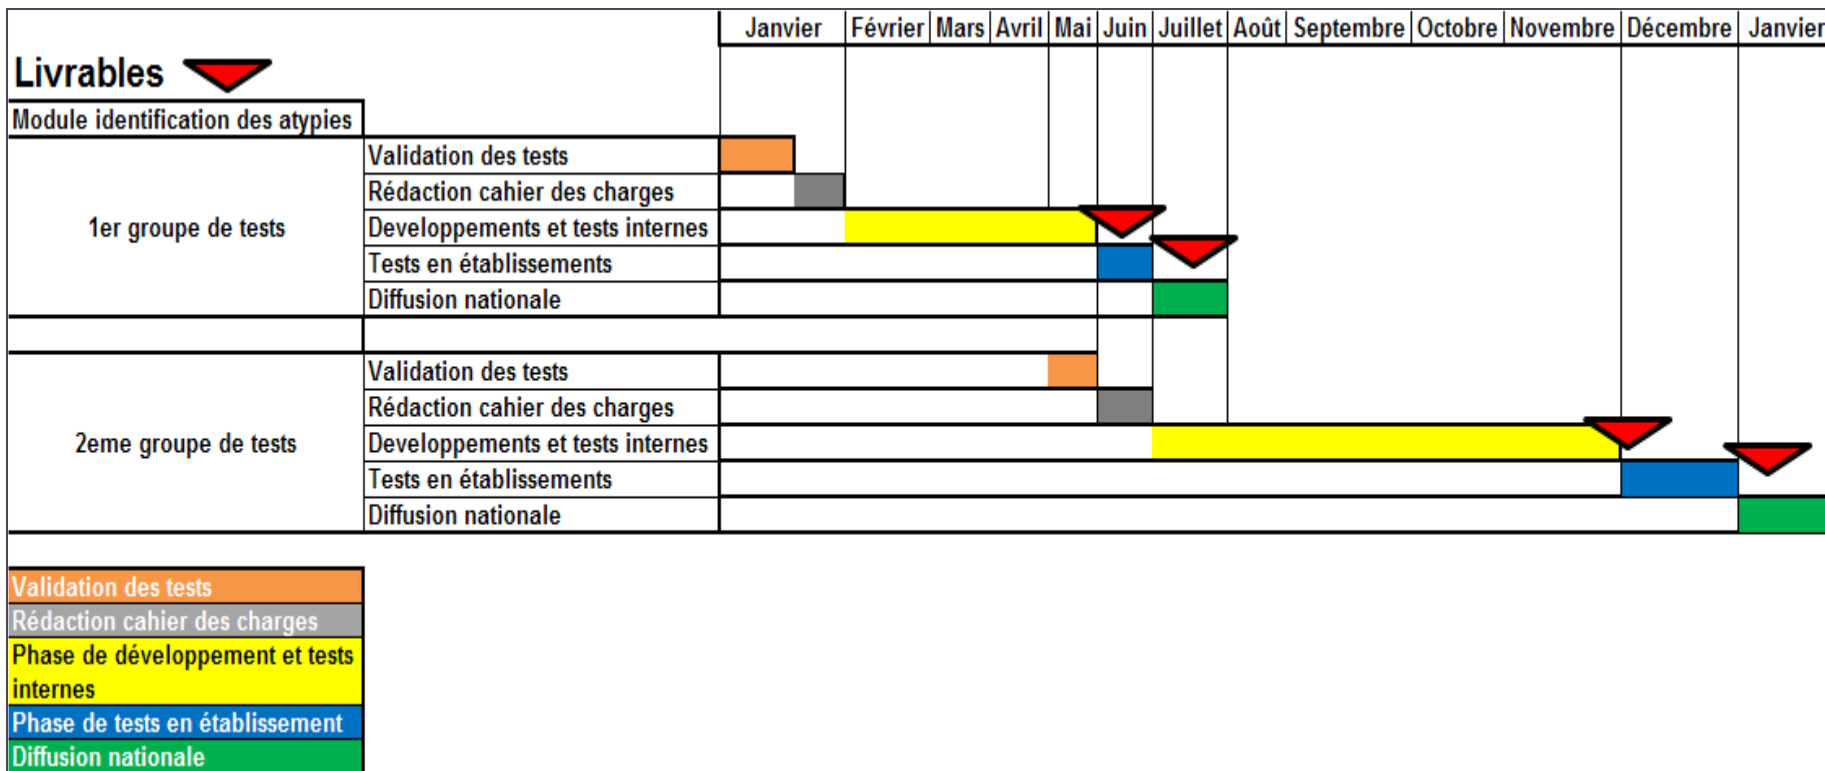 Janvier Février Mars Avril Mai Juin Juillet Août Septembre Octobre Novembre Décembre Janvier
Livrables
Module identification des atypies
1er groupe de tests
Validation des tests
Rédaction cahier des charges
Developpements et tests internes
Tests en établissements
Diffusion nationale
2eme groupe de tests
Validation des tests
Rédaction cahier des charges
Developpements et tests internes
Tests en établissements
Diffusion nationale
Validation des tests
Rédaction cahier des charges
Phase de développement et tests
internes
Phase de tests en établissement
Diffusion nationale